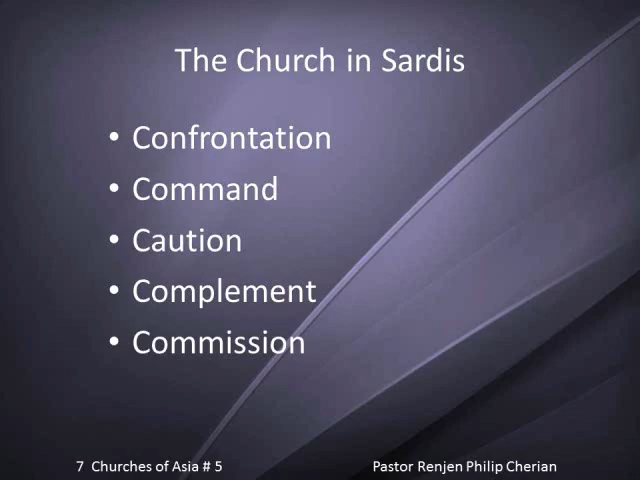 The Church in Sardis
• Confrontation
• Command
• Caution
• Complement
• Commission
7 Churches of Asia # 5 Pastor Renjen Philip Cherian